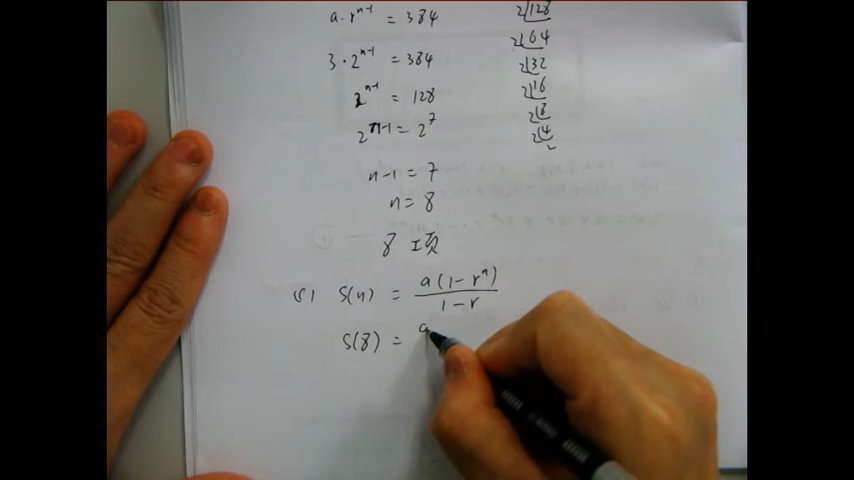 a · r^{n-1} = 384
3 · 2^{n-1} = 384
2^{n-1} = 128
2^{n-1} = 2^7
n-1 = 7
n = 8
8 项
2|128
2|64
2|32
2|16
2|8
2|4
2
(c) S(n) = a(1-r^n)/(1-r)
S(8) = a